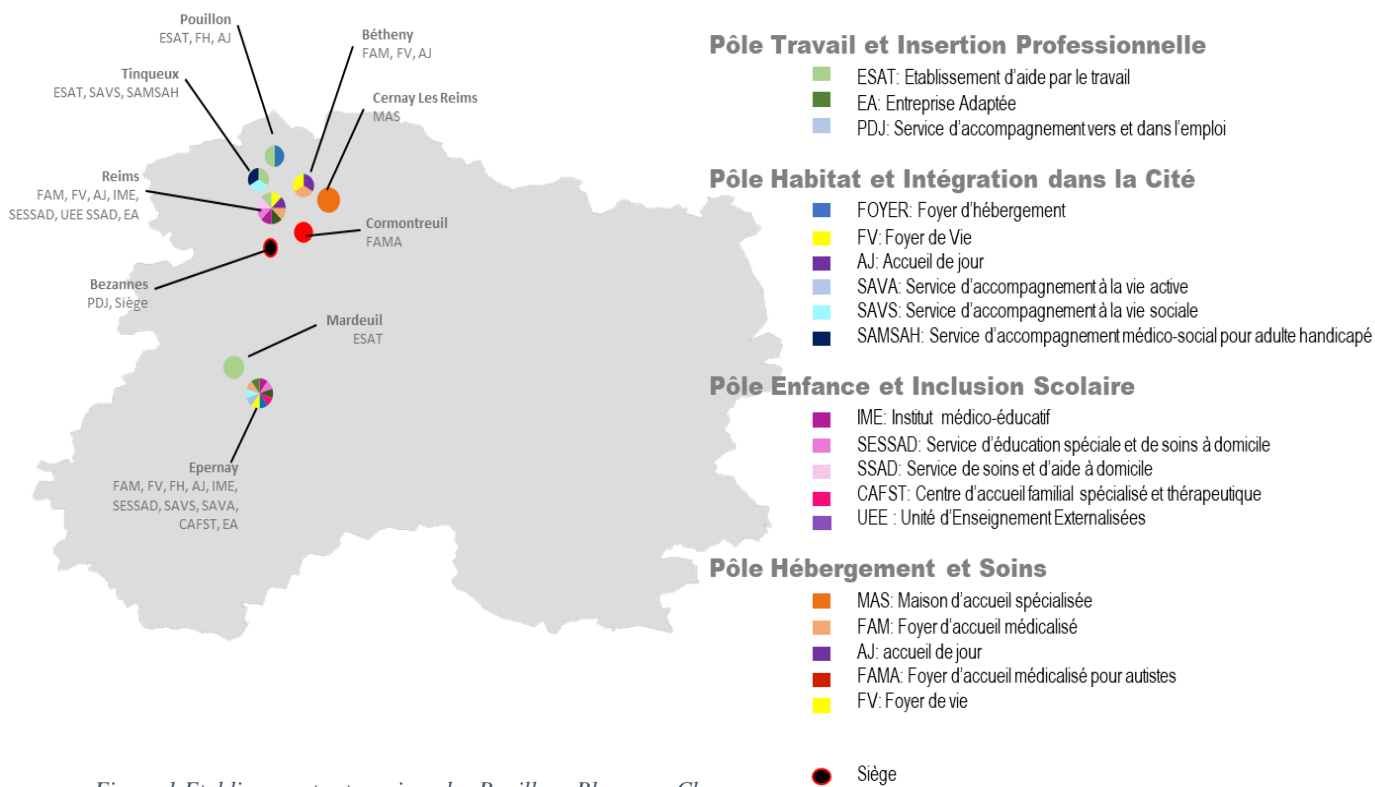 Pouillon
ESAT, FH, AJ
Bétheny
FAM, FV, AJ
Tinqueux
ESAT, SAVS, SAMSAH
Cernay Les Reims
MAS
Reims
FAM, FV, AJ, IME,
SESSAD, UEE SSAD, EA
Cormontreuil
FAMA
Bezannes
PDJ, Siège
Mardeuil
ESAT
Epernay
FAM, FV, FH, AJ, IME,
SESSAD, SAVS, SAVA,
CAFST, EA
Pôle Travail et Insertion Professionnelle
ESAT: Etablissement d'aide par le travail
EA: Entreprise Adaptée
PDJ: Service d'accompagnement vers et dans l'emploi
Pôle Habitat et Intégration dans la Cité
FOYER: Foyer d'hébergement
FV: Foyer de Vie
AJ: Accueil de jour
SAVA: Service d'accompagnement à la vie active
SAVS: Service d'accompagnement à la vie sociale
SAMSAH: Service d'accompagnement médico-social pour adulte handicapé
Pôle Enfance et Inclusion Scolaire
IME: Institut médico-éducatif
SESSAD: Service d'éducation spéciale et de soins à domicile
SSAD: Service de soins et d'aide à domicile
CAFST: Centre d'accueil familial spécialisé et thérapeutique
UEE : Unité d'Enseignement Externalisées
Pôle Hébergement et Soins
MAS: Maison d'accueil spécialisée
FAM: Foyer d'accueil médicalisé
AJ: accueil de jour
FAMA: Foyer d'accueil médicalisé pour autistes
FV: Foyer de vie
Siège